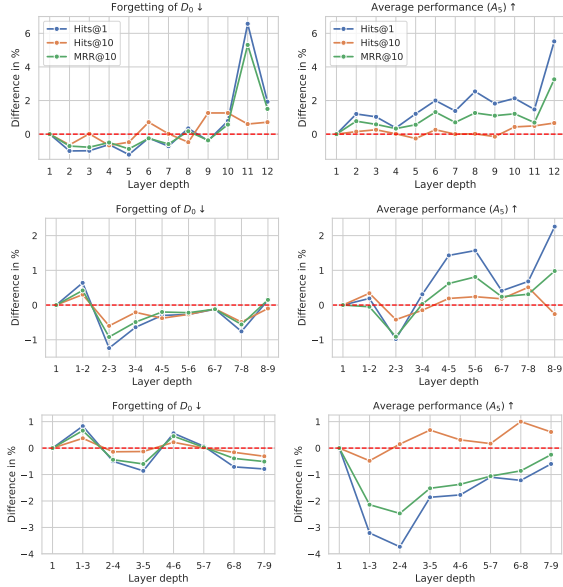 Forgetting of D₀ ↓
Difference in %
6
4
2
0
Hits@1
Hits@10
MRR@10
1 2 3 4 5 6 7 8 9 10 11 12
Layer depth
Average performance (A₅) ↑
Difference in %
6
4
2
0
Hits@1
Hits@10
MRR@10
1 2 3 4 5 6 7 8 9 10 11 12
Layer depth
Forgetting of D₀ ↓
Difference in %
2
1
0
−1
1 1-2 2-3 3-4 4-5 5-6 6-7 7-8 8-9
Layer depth
Average performance (A₅) ↑
Difference in %
2
1
0
−1
1 1-2 2-3 3-4 4-5 5-6 6-7 7-8 8-9
Layer depth
Forgetting of D₀ ↓
Difference in %
1
0
−1
−2
−3
−4
1 1-3 2-4 3-5 4-6 5-7 6-8 7-9
Layer depth
Average performance (A₅) ↑
Difference in %
1
0
−1
−2
−3
−4
1 1-3 2-4 3-5 4-6 5-7 6-8 7-9
Layer depth